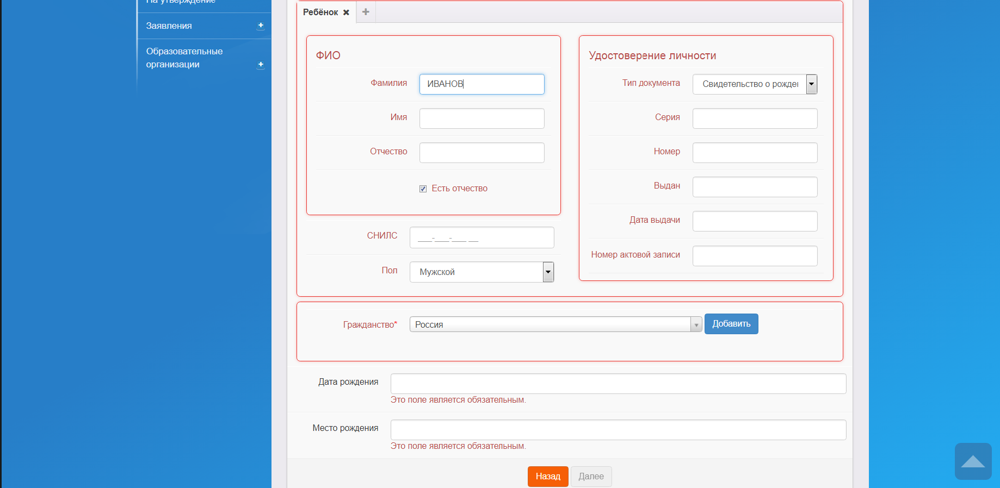 На утверждение
Заявления
Образовательные
организации
Ребёнок
ФИО
Фамилия ИВАНОВ
Имя
Отчество
Есть отчество
СНИЛС ___-___-___ __
Пол Мужской
Удостоверение личности
Тип документа Свидетельство о рожде
Серия
Номер
Выдан
Дата выдачи
Номер актовой записи
Гражданство* Россия Добавить
Дата рождения
Это поле является обязательным.
Место рождения
Это поле является обязательным.
Назад Далее